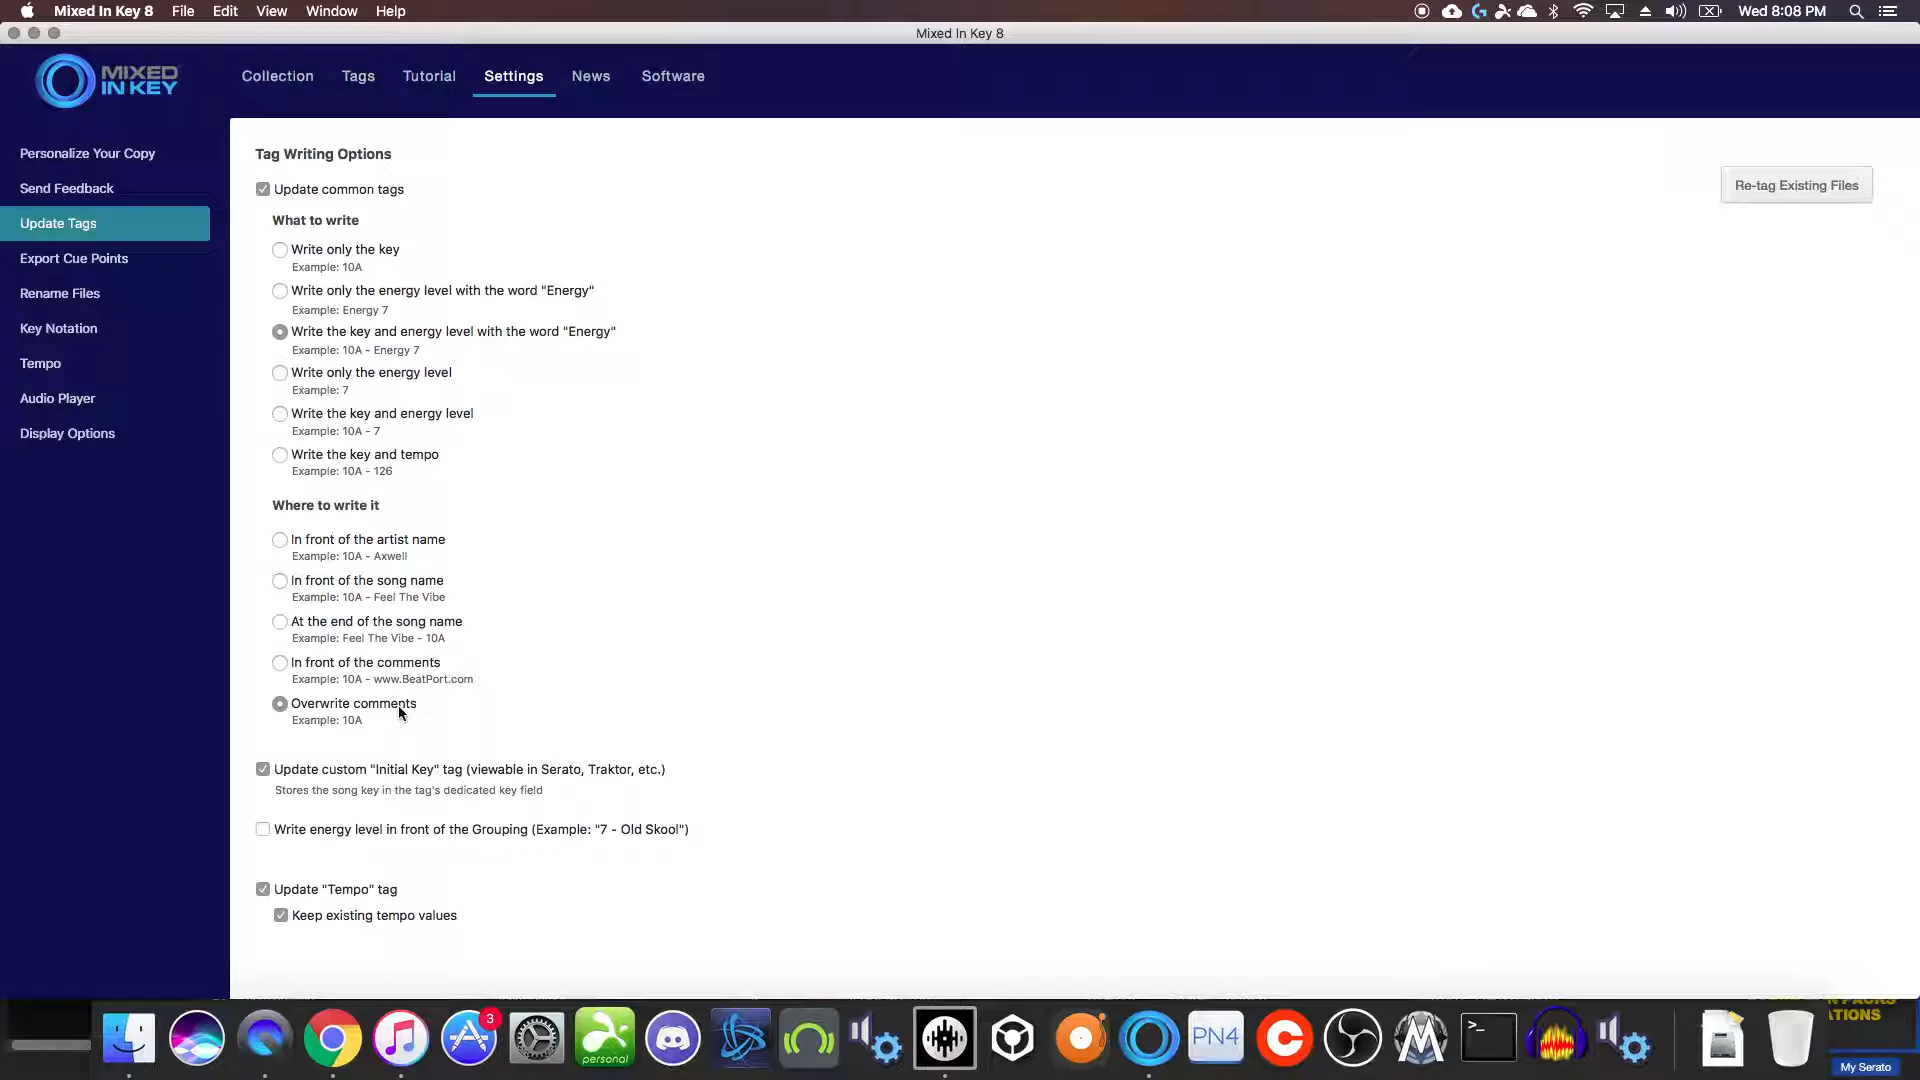 Mixed In Key 8 File Edit View Window Help
Wed 8:08 PM
Mixed In Key 8
MIXED
IN KEY
Collection Tags Tutorial Settings News Software
Personalize Your Copy
Send Feedback
Update Tags
Export Cue Points
Rename Files
Key Notation
Tempo
Audio Player
Display Options
Tag Writing Options
Re-tag Existing Files
Update common tags
What to write
Write only the key
Example: 10A
Write only the energy level with the word "Energy"
Example: Energy 7
Write the key and energy level with the word "Energy"
Example: 10A - Energy 7
Write only the energy level
Example: 7
Write the key and energy level
Example: 10A - 7
Write the key and tempo
Example: 10A - 126
Where to write it
In front of the artist name
Example: 10A - Axwell
In front of the song name
Example: 10A - Feel The Vibe
At the end of the song name
Example: Feel The Vibe - 10A
In front of the comments
Example: 10A - www.BeatPort.com
Overwrite comments
Example: 10A
Update custom "Initial Key" tag (viewable in Serato, Traktor, etc.)
Stores the song key in the tag's dedicated key field
Write energy level in front of the Grouping (Example: "7 - Old Skool")
Update "Tempo" tag
Keep existing tempo values
3
personal
PN4
>_
My Serato